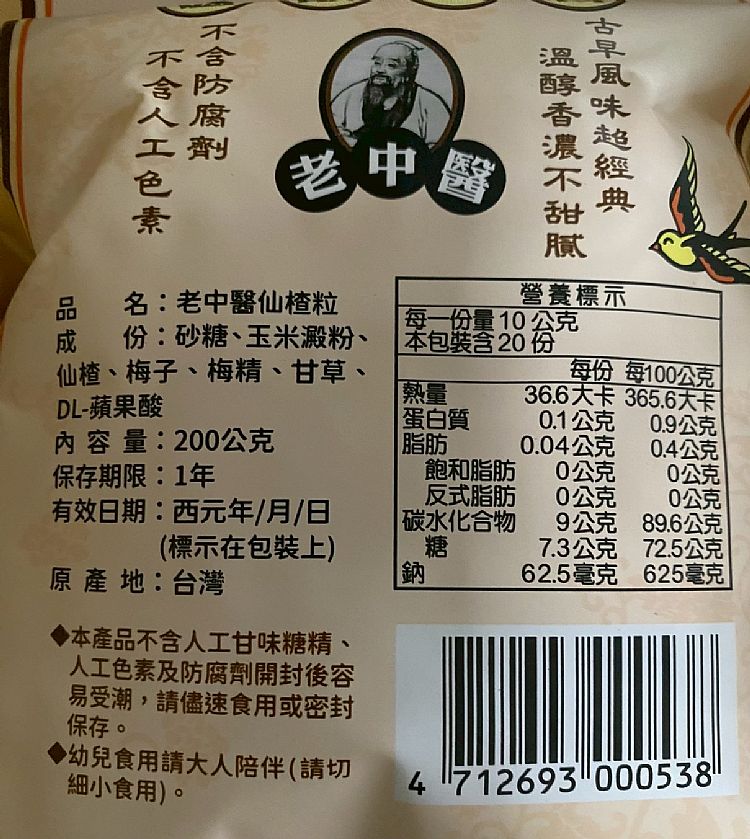 古早風味超經典
溫醇香濃不甜膩
老中醫
不含防腐劑
不含人工色素
品名：老中醫仙楂粒
成份：砂糖、玉米澱粉、
仙楂、梅子、梅精、甘草、
DL-蘋果酸
內容量：200公克
保存期限：1年
有效日期：西元年/月/日
(標示在包裝上)
原產地：台灣
◆本產品不含人工甘味糖精、
人工色素及防腐劑開封後容
易受潮，請儘速食用或密封
保存。
◆幼兒食用請大人陪伴(請切
細小食用)。
營養標示
每一份量10公克
本包裝含20份
每份 每100公克
熱量 36.6大卡 365.6大卡
蛋白質 0.1公克 0.9公克
脂肪 0.04公克 0.4公克
飽和脂肪 0公克 0公克
反式脂肪 0公克 0公克
碳水化合物 9公克 89.6公克
糖 7.3公克 72.5公克
鈉 62.5毫克 625毫克
4 712693 000538